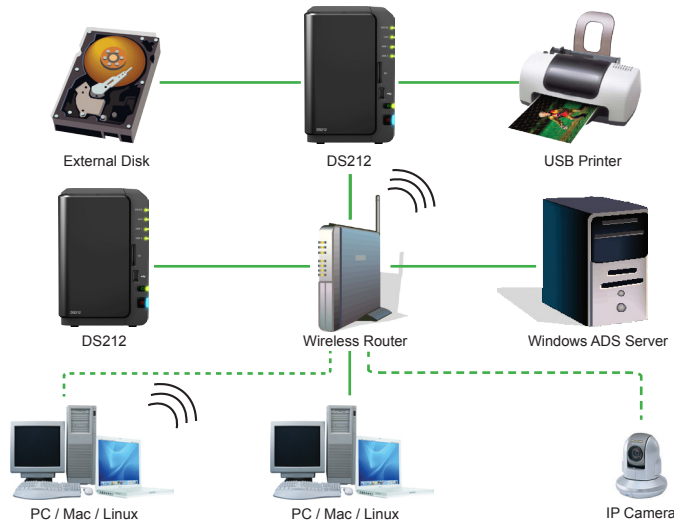 External Disk
DS212
USB Printer
DS212
Wireless Router
Windows ADS Server
PC / Mac / Linux
PC / Mac / Linux
IP Camera